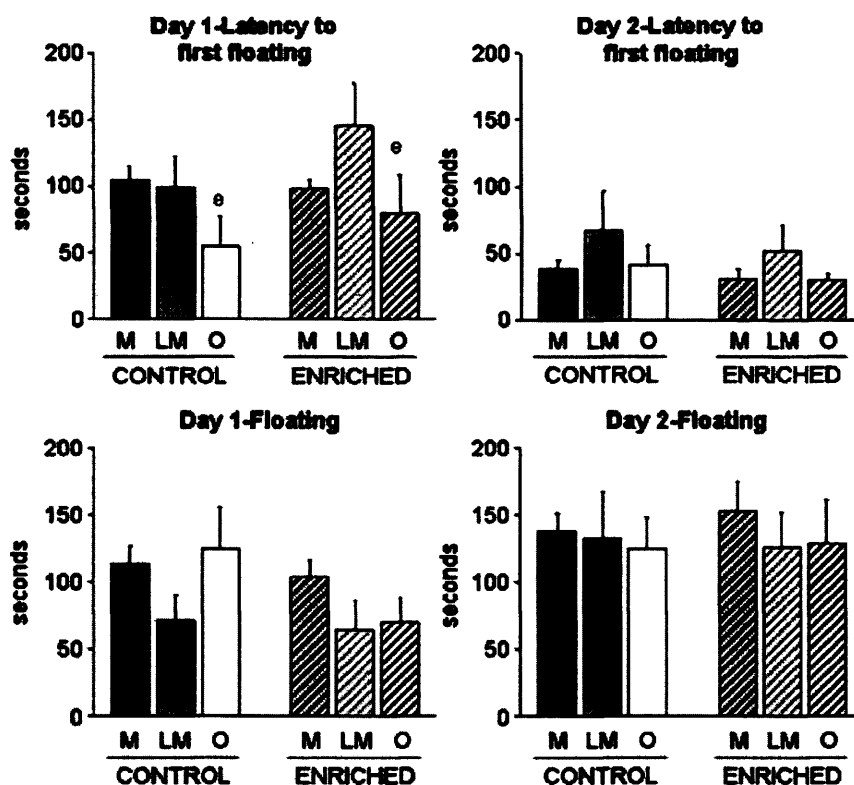 Day 1-Latency to
first floating
200
150
100
50
0
seconds
e
e
M LM O M LM O
CONTROL ENRICHED
Day 2-Latency to
first floating
200
150
100
50
0
seconds
M LM O M LM O
CONTROL ENRICHED
Day 1-Floating
200
150
100
50
0
seconds
M LM O M LM O
CONTROL ENRICHED
Day 2-Floating
200
150
100
50
0
seconds
M LM O M LM O
CONTROL ENRICHED